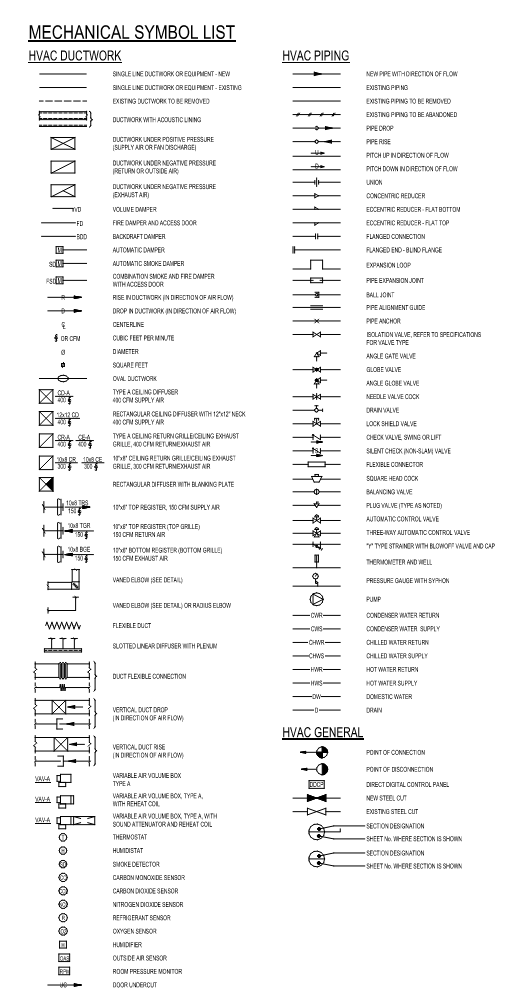 MECHANICAL SYMBOL LIST
HVAC DUCTWORK
SINGLE LINE DUCTWORK OR EQUIPMENT - NEW
SINGLE LINE DUCTWORK OR EQUIPMENT - EXISTING
EXISTING DUCTWORK TO BE REMOVED
DUCTWORK WITH ACOUSTIC LINING
DUCTWORK UNDER POSITIVE PRESSURE
(SUPPLY AIR OR FAN DISCHARGE)
DUCTWORK UNDER NEGATIVE PRESSURE
(RETURN OR OUTSIDE AIR)
DUCTWORK UNDER NEGATIVE PRESSURE
(EXHAUST AIR)
VD VOLUME DAMPER
FD FIRE DAMPER AND ACCESS DOOR
BDD BACKDRAFT DAMPER
M AUTOMATIC DAMPER
SD M AUTOMATIC SMOKE DAMPER
FSD M COMBINATION SMOKE AND FIRE DAMPER
WITH ACCESS DOOR
R RISE IN DUCTWORK (IN DIRECTION OF AIR FLOW)
D DROP IN DUCTWORK (IN DIRECTION OF AIR FLOW)
℄ CENTERLINE
OR CFM CUBIC FEET PER MINUTE
Ø DIAMETER
SQUARE FEET
OVAL DUCTWORK
CD-A TYPE A CEILING DIFFUSER
400 400 CFM SUPPLY AIR
12x12 CD RECTANGULAR CEILING DIFFUSER WITH 12"x12" NECK
400 400 CFM SUPPLY AIR
CR-A CE-A TYPE A CEILING RETURN GRILLE/CEILING EXHAUST
400 400 GRILLE, 400 CFM RETURN/EXHAUST AIR
10x8 CR 10x8 CE 10"x8" CEILING RETURN GRILLE/CEILING EXHAUST
300 300 GRILLE, 300 CFM RETURN/EXHAUST AIR
RECTANGULAR DIFFUSER WITH BLANKING PLATE
10x8 TRS 10"x8" TOP REGISTER, 150 CFM SUPPLY AIR
150
10x8 TGR 10"x8" TOP REGISTER (TOP GRILLE)
150 150 CFM RETURN AIR
10x8 BGE 10"x8" BOTTOM REGISTER (BOTTOM GRILLE)
150 150 CFM EXHAUST AIR
VANED ELBOW (SEE DETAIL)
VANED ELBOW (SEE DETAIL) OR RADIUS ELBOW
FLEXIBLE DUCT
SLOTTED LINEAR DIFFUSER WITH PLENUM
DUCT FLEXIBLE CONNECTION
VERTICAL DUCT DROP
(IN DIRECTION OF AIR FLOW)
VERTICAL DUCT RISE
(IN DIRECTION OF AIR FLOW)
VAV-A VARIABLE AIR VOLUME BOX
TYPE A
VAV-A VARIABLE AIR VOLUME BOX, TYPE A,
WITH REHEAT COIL
VAV-A VARIABLE AIR VOLUME BOX, TYPE A, WITH
SOUND ATTENUATOR AND REHEAT COIL
T THERMOSTAT
H HUMIDISTAT
SD SMOKE DETECTOR
CARBON MONOXIDE SENSOR
CARBON DIOXIDE SENSOR
NITROGEN DIOXIDE SENSOR
R REFRIGERANT SENSOR
OXYGEN SENSOR
H HUMIDIFIER
OAS OUTSIDE AIR SENSOR
RPM ROOM PRESSURE MONITOR
UC DOOR UNDERCUT
HVAC PIPING
NEW PIPE WITH DIRECTION OF FLOW
EXISTING PIPING
EXISTING PIPING TO BE REMOVED
EXISTING PIPING TO BE ABANDONED
PIPE DROP
PIPE RISE
U PITCH UP IN DIRECTION OF FLOW
D PITCH DOWN IN DIRECTION OF FLOW
UNION
CONCENTRIC REDUCER
ECCENTRIC REDUCER - FLAT BOTTOM
ECCENTRIC REDUCER - FLAT TOP
FLANGED CONNECTION
FLANGED END - BLIND FLANGE
EXPANSION LOOP
PIPE EXPANSION JOINT
BALL JOINT
PIPE ALIGNMENT GUIDE
PIPE ANCHOR
ISOLATION VALVE, REFER TO SPECIFICATIONS
FOR VALVE TYPE
ANGLE GATE VALVE
GLOBE VALVE
ANGLE GLOBE VALVE
NEEDLE VALVE COCK
DRAIN VALVE
LOCK SHIELD VALVE
CHECK VALVE, SWING OR LIFT
SILENT CHECK (NON-SLAM) VALVE
FLEXIBLE CONNECTOR
SQUARE HEAD COCK
BALANCING VALVE
PLUG VALVE (TYPE AS NOTED)
AUTOMATIC CONTROL VALVE
THREE-WAY AUTOMATIC CONTROL VALVE
"Y" TYPE STRAINER WITH BLOWOFF VALVE AND CAP
THERMOMETER AND WELL
PRESSURE GAUGE WITH SYPHON
PUMP
CWR CONDENSER WATER RETURN
CWS CONDENSER WATER SUPPLY
CHWR CHILLED WATER RETURN
CHWS CHILLED WATER SUPPLY
HWR HOT WATER RETURN
HWS HOT WATER SUPPLY
DW DOMESTIC WATER
D DRAIN
HVAC GENERAL
POINT OF CONNECTION
POINT OF DISCONNECTION
DDCP DIRECT DIGITAL CONTROL PANEL
NEW STEEL CUT
EXISTING STEEL CUT
SECTION DESIGNATION
SHEET No. WHERE SECTION IS SHOWN
SECTION DESIGNATION
SHEET No. WHERE SECTION IS SHOWN